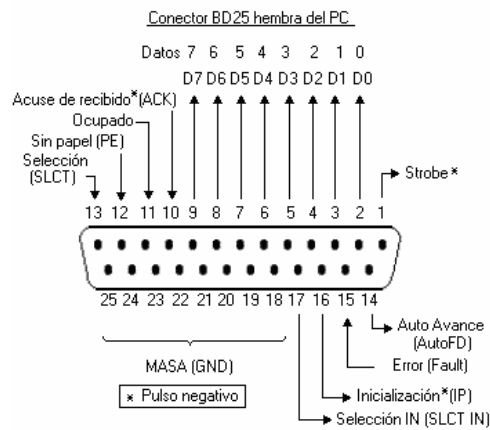 Conector BD25 hembra del PC
Datos 7 6 5 4 3 2 1 0
D7 D6 D5 D4 D3 D2 D1 D0
Acuse de recibido*(ACK)
Ocupado
Sin papel (PE)
Selección
(SLCT)
Strobe *
13 12 11 10 9 8 7 6 5 4 3 2 1
25 24 23 22 21 20 19 18 17 16 15 14
Auto Avance
(AutoFD)
MASA (GND)
Error (Fault)
* Pulso negativo
Inicialización*(IP)
Selección IN (SLCT IN)